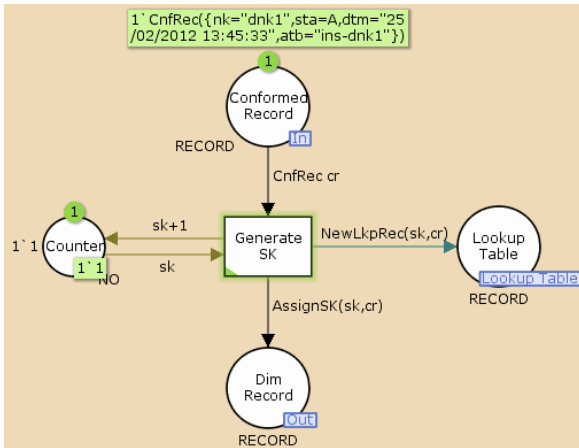 1`CnfRec({nk="dnk1",sta=A,dtm="25
/02/2012 13:45:33",atb="ins-dnk1"})
1
Conformed
Record
In
RECORD
CnfRec cr
1
1`1
Counter
1`1
NO
sk+1
sk
Generate
SK
NewLkpRec(sk,cr)
Lookup
Table
Lookup Table
RECORD
AssignSK(sk,cr)
Dim
Record
Out
RECORD